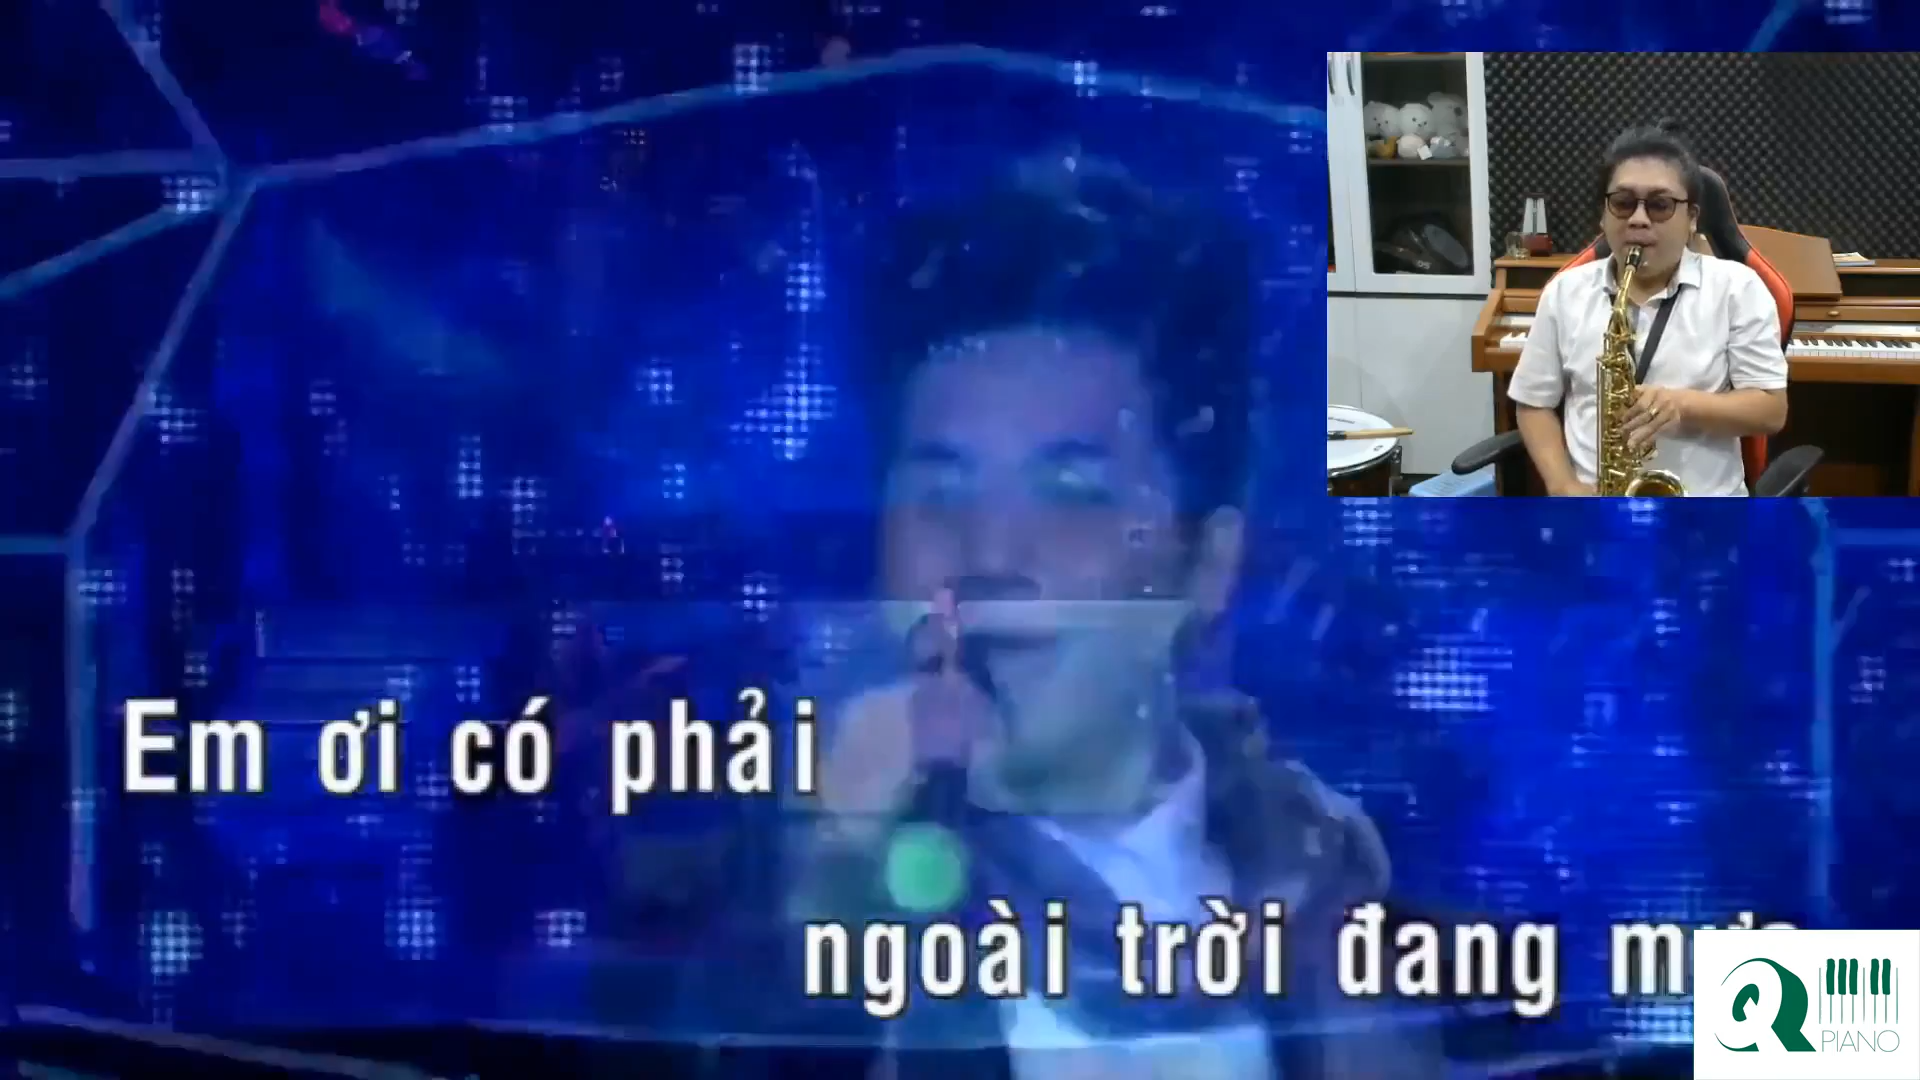 Em ơi có phải
ngoài trời đang
PIANO